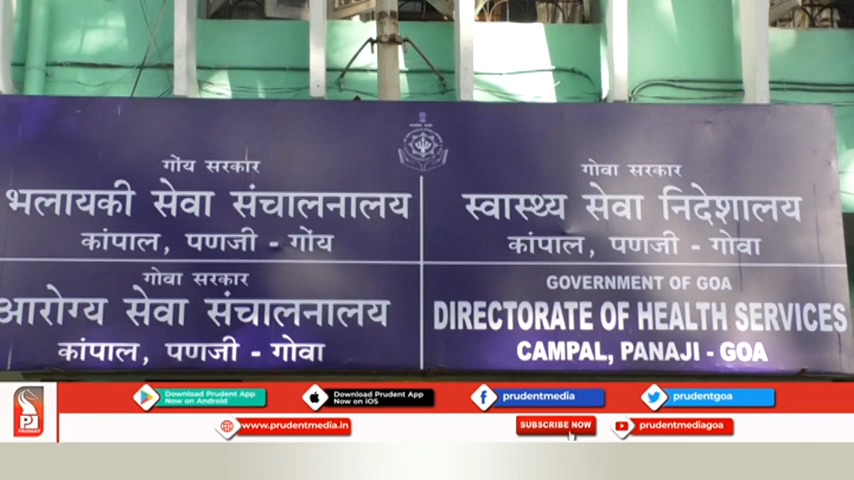 गोंय सरकार
भलायकी सेवा संचालनालय
कांपाल, पणजी - गोंय
गोवा सरकार
स्वास्थ्य सेवा निदेशालय
कांपाल, पणजी - गोवा
गोवा सरकार
आरोग्य सेवा संचालनालय
कांपाल, पणजी - गोवा
GOVERNMENT OF GOA
DIRECTORATE OF HEALTH SERVICES
CAMPAL, PANAJI - GOA
PRUDENT
Download Prudent App
Now on Android
Download Prudent App
Now on iOS
prudentmedia
prudentgoa
www.prudentmedia.in
SUBSCRIBE NOW
prudentmediagoa